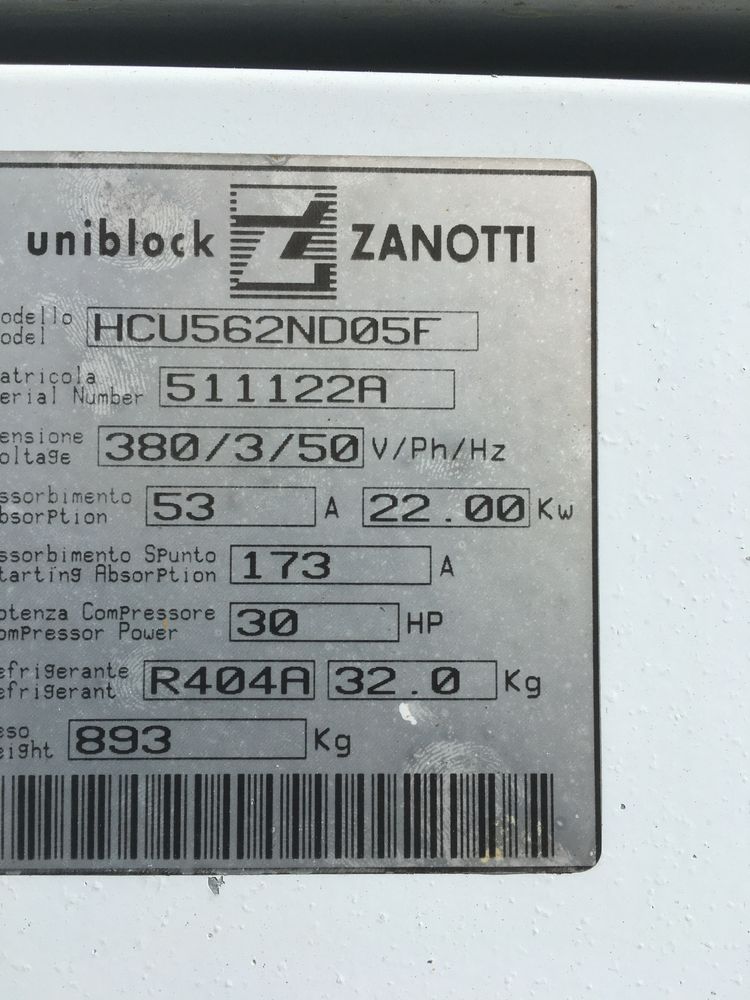 uniblock ZANOTTI
odello
odel HCU562ND05F
atricola
erial Number 511122A
ensione
oltage 380/3/50 V/Ph/Hz
ssorbimento
bsorption 53 A 22.00 Kw
ssorbimento Spunto
tarting Absorption 173 A
otenza Compressore
ompressor Power 30 HP
efrigerante
efrigerant R404A 32.0 Kg
eso
eight 893 Kg